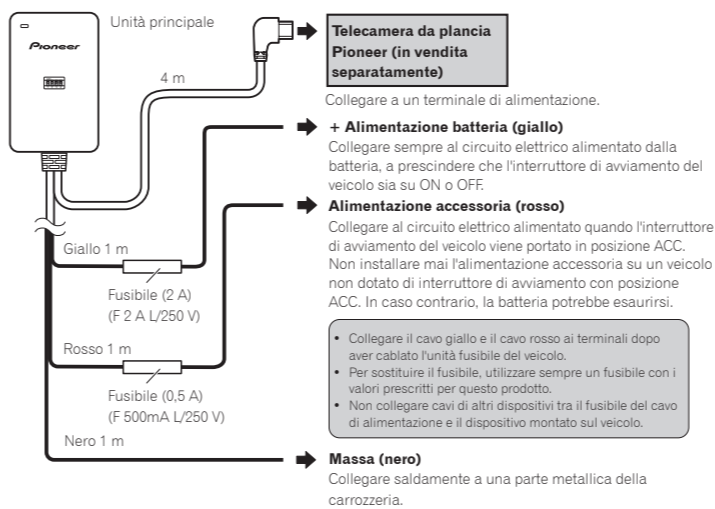 Unità principale
Pioneer
4 m
Telecamera da plancia
Pioneer (in vendita
separatamente)
Collegare a un terminale di alimentazione.
+ Alimentazione batteria (giallo)
Collegare sempre al circuito elettrico alimentato dalla
batteria, a prescindere che l'interruttore di avviamento del
veicolo sia su ON o OFF.
Alimentazione accessoria (rosso)
Collegare al circuito elettrico alimentato quando l'interruttore
di avviamento del veicolo viene portato in posizione ACC.
Non installare mai l'alimentazione accessoria su un veicolo
non dotato di interruttore di avviamento con posizione
ACC. In caso contrario, la batteria potrebbe esaurirsi.
Giallo 1 m
Fusibile (2 A)
(F 2 A L/250 V)
Rosso 1 m
Fusibile (0,5 A)
(F 500mA L/250 V)
• Collegare il cavo giallo e il cavo rosso ai terminali dopo
aver cablato l'unità fusibile del veicolo.
• Per sostituire il fusibile, utilizzare sempre un fusibile con i
valori prescritti per questo prodotto.
• Non collegare cavi di altri dispositivi tra il fusibile del cavo
di alimentazione e il dispositivo montato sul veicolo.
Nero 1 m
Massa (nero)
Collegare saldamente a una parte metallica della
carrozzeria.